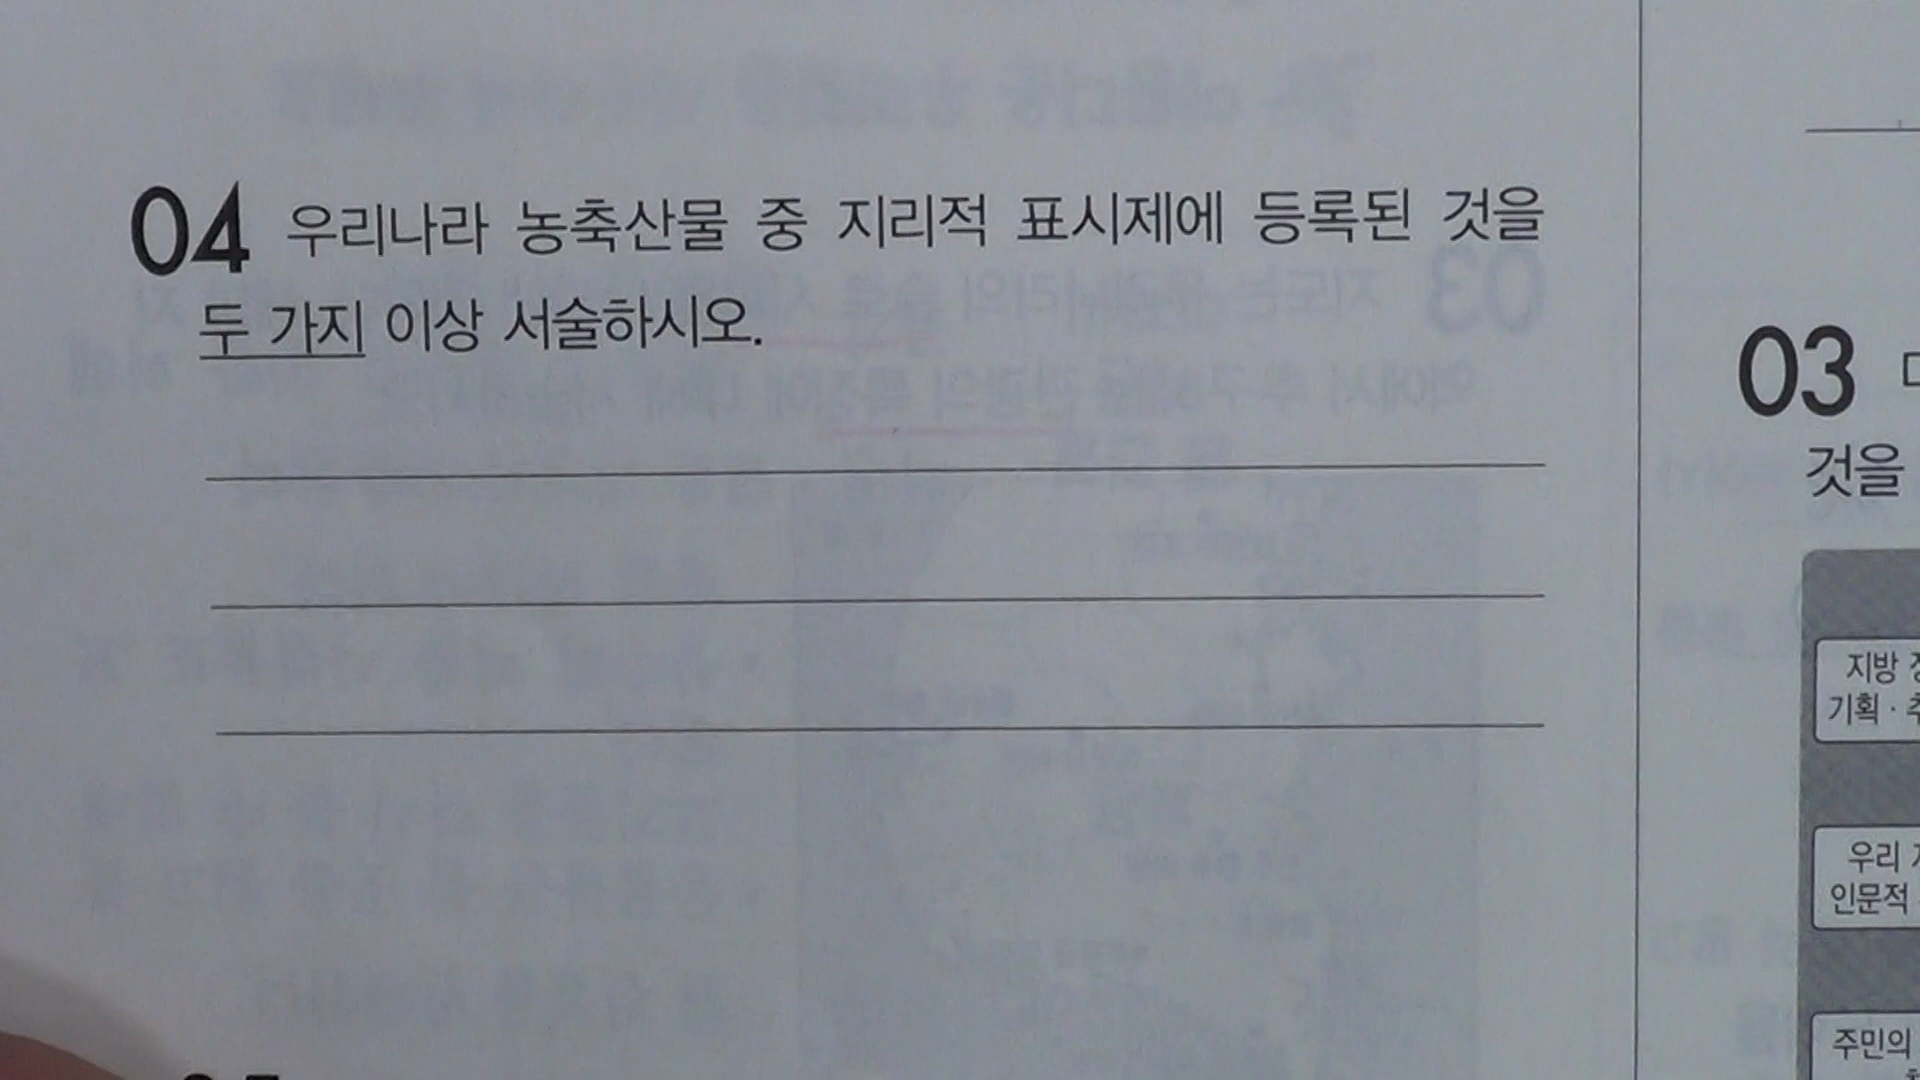 04 우리나라 농축산물 중 지리적 표시제에 등록된 것을
두 가지 이상 서술하시오.
03
것을
지방
기획·
우리
인문적
주민의